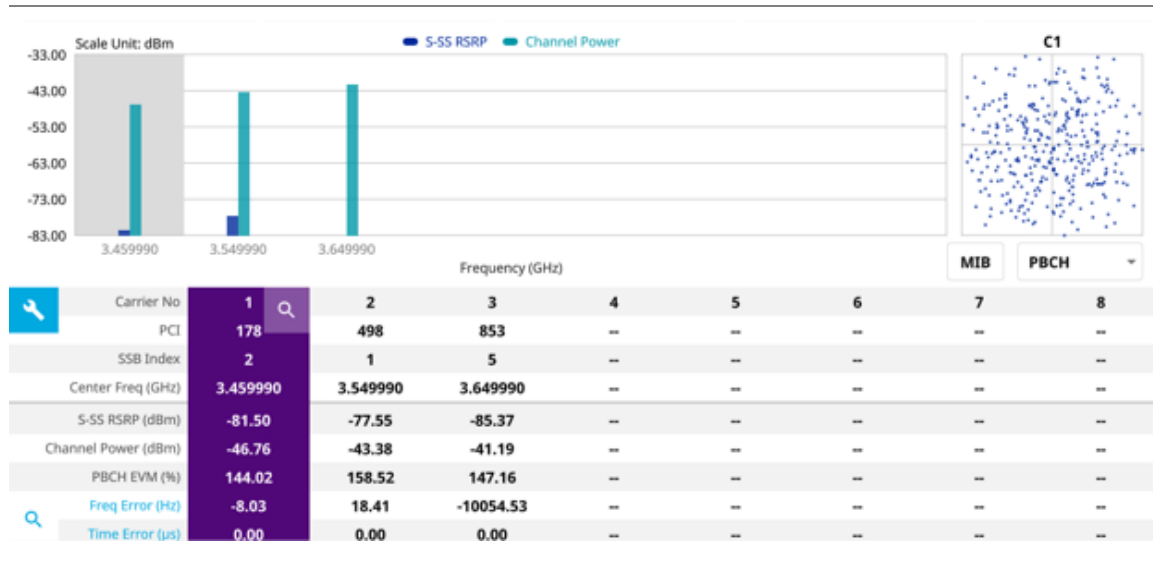 Scale Unit: dBm
S-SS RSRP Channel Power
C1
-33.00
-43.00
-53.00
-63.00
-73.00
-83.00
3.459990 3.549990 3.649990
Frequency (GHz)
MIB PBCH
Carrier No 1 2 3 4 5 6 7 8
PCI 178 498 853 -- -- -- -- --
SSB Index 2 1 5 -- -- -- -- --
Center Freq (GHz) 3.459990 3.549990 3.649990 -- -- -- -- --
S-SS RSRP (dBm) -81.50 -77.55 -85.37 -- -- -- -- --
Channel Power (dBm) -46.76 -43.38 -41.19 -- -- -- -- --
PBCH EVM (%) 144.02 158.52 147.16 -- -- -- -- --
Freq Error (Hz) -8.03 18.41 -10054.53 -- -- -- -- --
Time Error (μs) 0.00 0.00 0.00 -- -- -- -- --